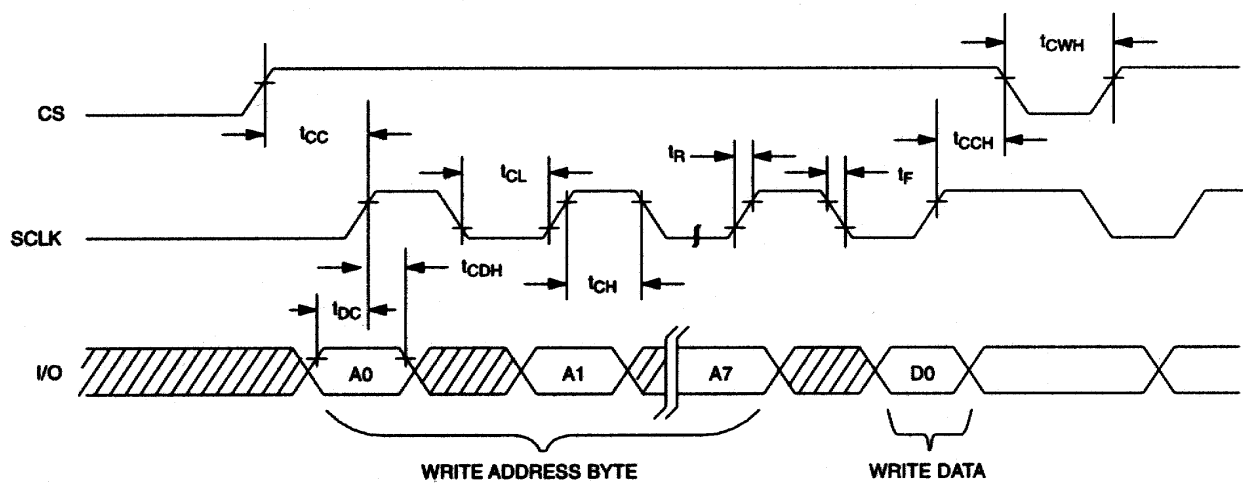 tCWH
CS
tCC
tCCH
tR
tCL
tF
SCLK
tCDH
tCH
tDC
I/O
A0
A1
A7
D0
WRITE ADDRESS BYTE
WRITE DATA